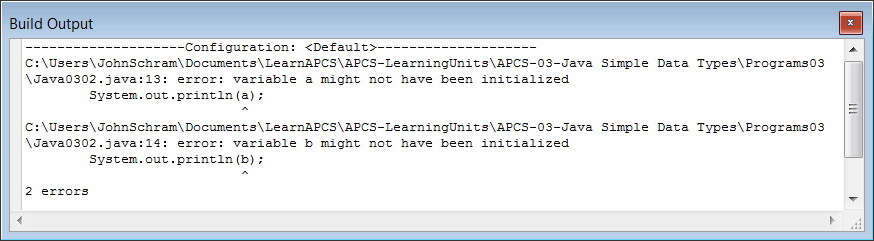 Build Output
--------------------Configuration: <Default>--------------------
C:\Users\JohnSchram\Documents\LearnAPCS\APCS-LearningUnits\APCS-03-Java Simple Data Types\Programs03
\Java0302.java:13: error: variable a might not have been initialized
        System.out.println(a);
                           ^
C:\Users\JohnSchram\Documents\LearnAPCS\APCS-LearningUnits\APCS-03-Java Simple Data Types\Programs03
\Java0302.java:14: error: variable b might not have been initialized
        System.out.println(b);
                           ^
2 errors